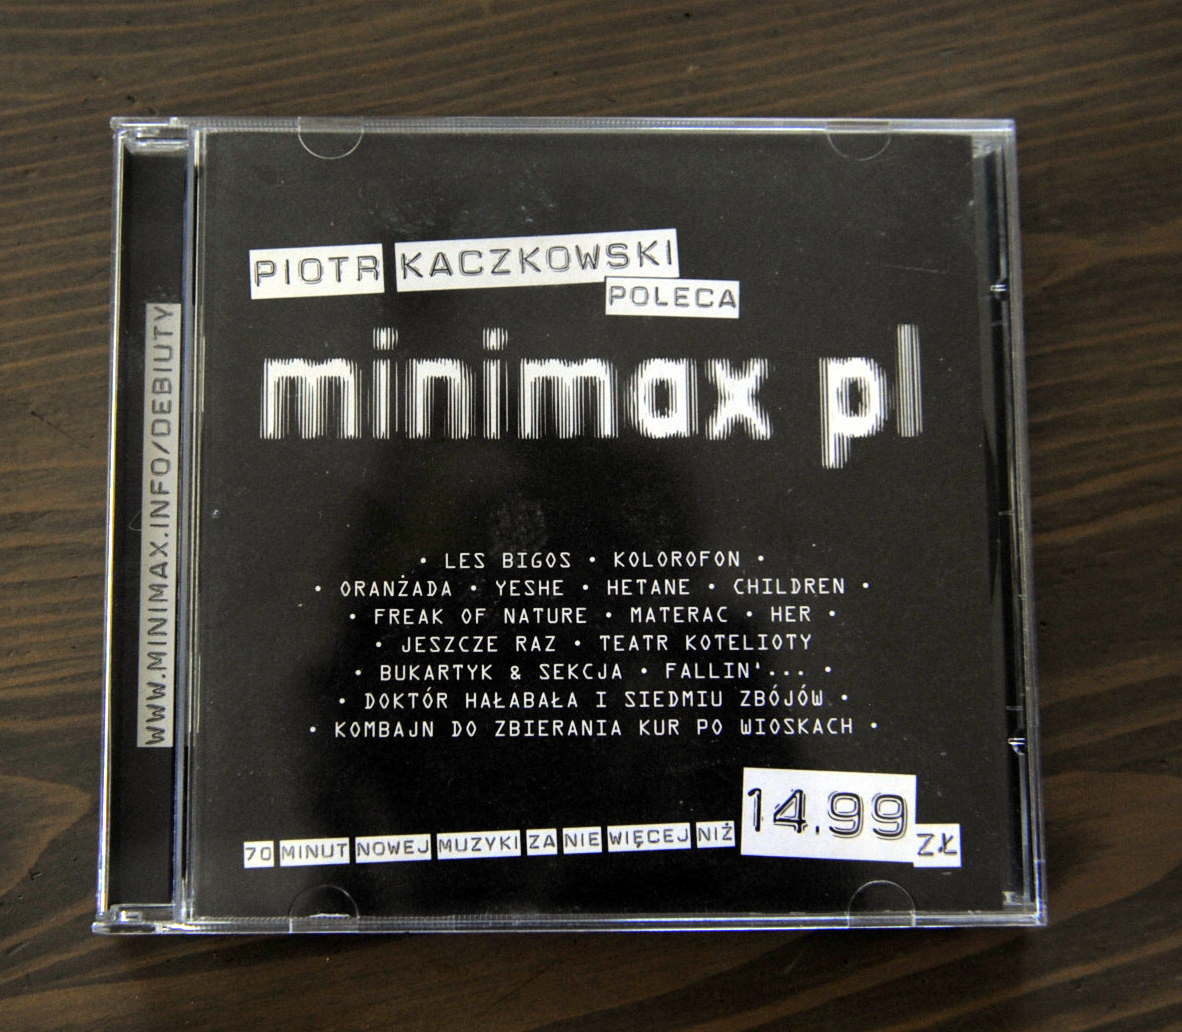 WWW.MINIMAX.INFO/DEBIUTY
PIOTR KACZKOWSKI
POLECA
minimax pl
• LES BIGOS • KOLOROFON •
• ORANŻADA • YESHE • HETANE • CHILDREN •
• FREAK OF NATURE • MATERAC • HER •
• JESZCZE RAZ • TEATR KOTELIOTY
• BUKARTYK & SEKCJA • FALLIN'... •
• DOKTÓR HAŁABAŁA I SIEDMIU ZBÓJÓW •
• KOMBAJN DO ZBIERANIA KUR PO WIOSKACH •
70 MINUT NOWEJ MUZYKI ZA NIE WIĘCEJ NIŻ 14.99 ZŁ